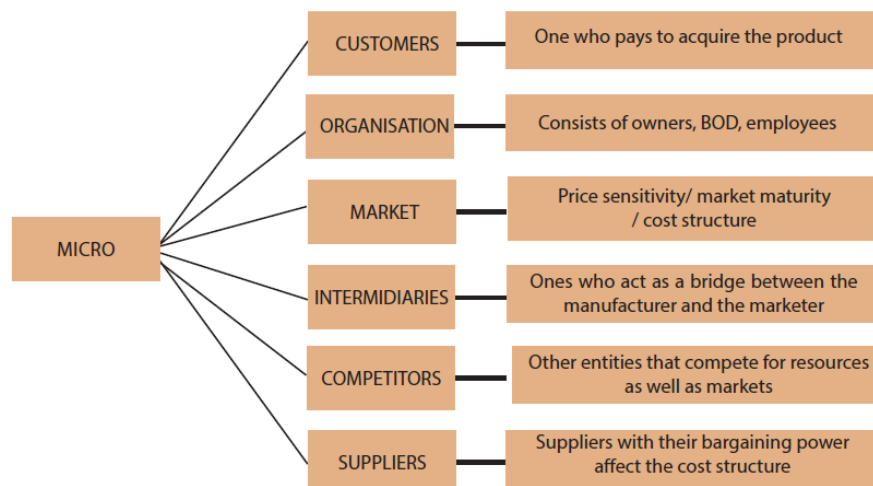 MICRO
CUSTOMERS
One who pays to acquire the product
ORGANISATION
Consists of owners, BOD, employees
MARKET
Price sensitivity/ market maturity
/ cost structure
INTERMIDIARIES
Ones who act as a bridge between the
manufacturer and the marketer
COMPETITORS
Other entities that compete for resources
as well as markets
SUPPLIERS
Suppliers with their bargaining power
affect the cost structure